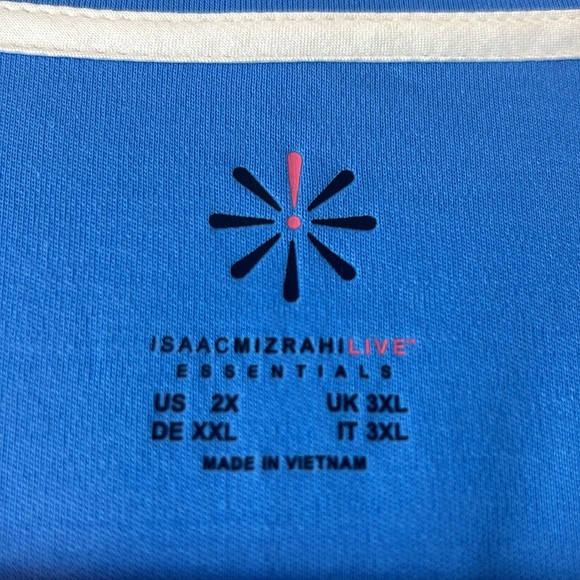 ISAACMIZRAHILIVE™
ESSENTIALS
US 2X UK 3XL
DE XXL IT 3XL
MADE IN VIETNAM